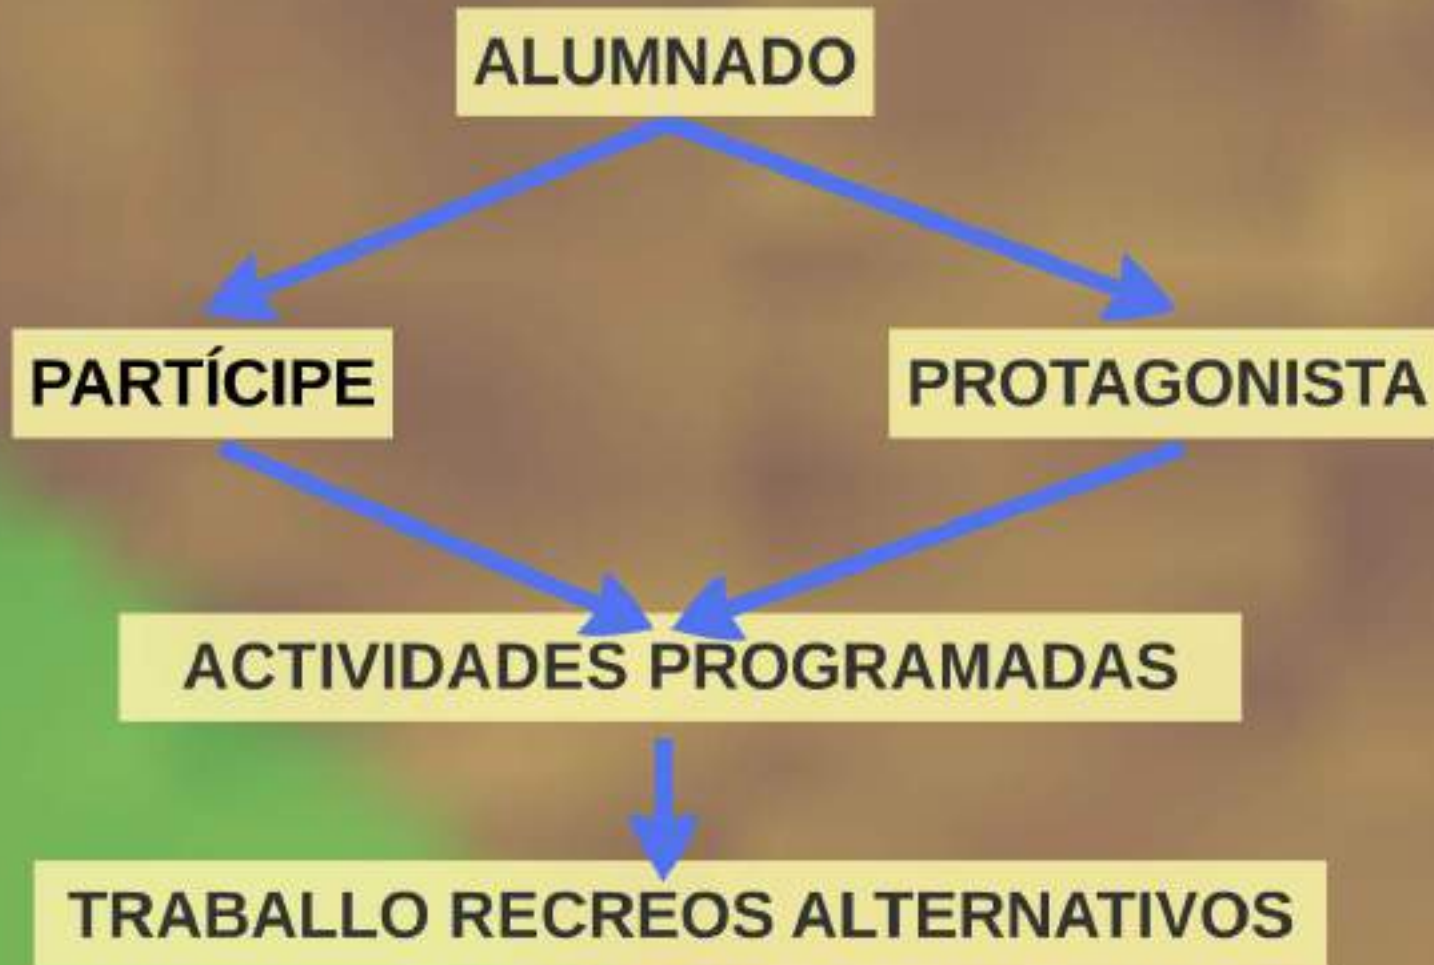 ALUMNADO
PARTÍCIPE
PROTAGONISTA
ACTIVIDADES PROGRAMADAS
TRABALLO RECREOS ALTERNATIVOS